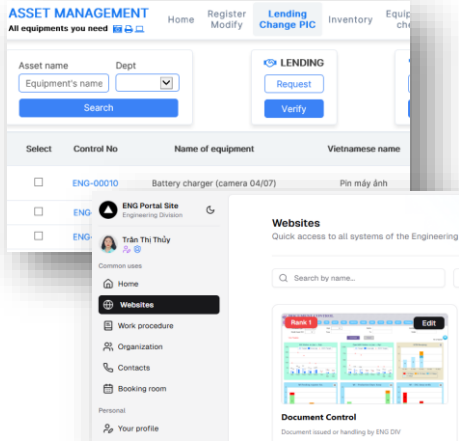 ASSET MANAGEMENT
All equipments you need
Home
Register
Modify
Lending
Change PIC
Inventory
Asset name
Dept
Equipment's name
Search
LENDING
Request
Verify
Select
Control No
Name of equipment
Vietnamese name
ENG-00010
Battery charger (camera 04/07)
Pin máy ảnh
ENG Portal Site
Engineering Division
Trần Thị Thủy
Common uses
Home
Websites
Work procedure
Organization
Contacts
Booking room
Personal
Your profile
Websites
Quick access to all systems of the Engineering
Search by name...
Rank 1
Edit
Document Control
Document issued or handling by ENG DIV